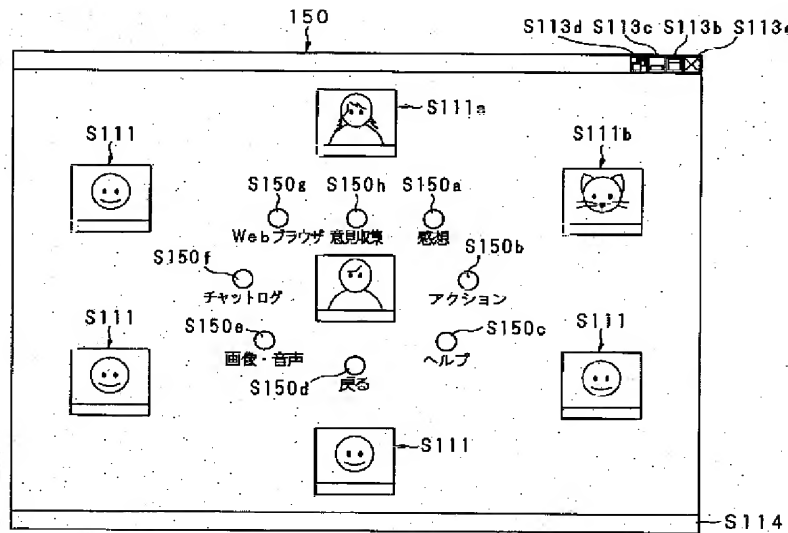 150
S113d S113c S113b S113a
S111a
S111
S111b
S150g S150h S150a
Webブラウザ 意見収集 感想
S150f
S150b
チャットログ
アクション
S111
S150e
S150c
S111
画像・音声
ヘルプ
S150d
戻る
S111
S114